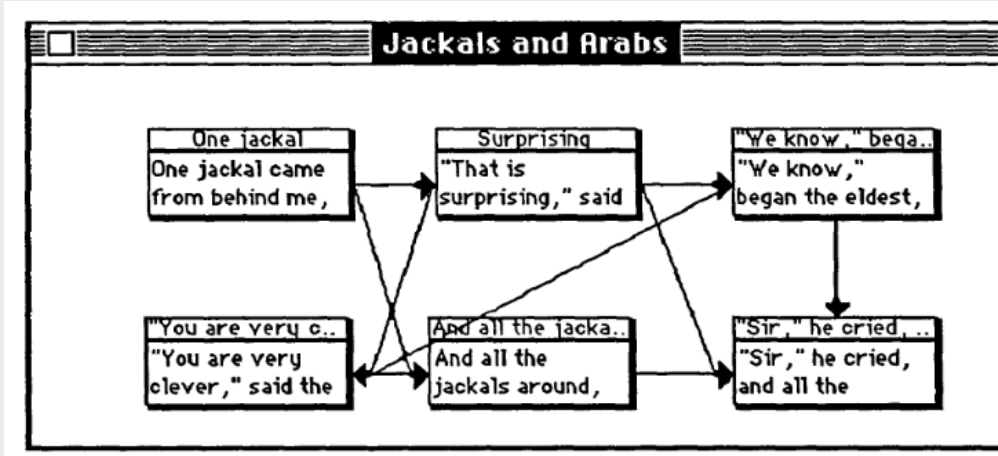 Jackals and Arabs
One jackal
One jackal came
from behind me,
Surprising
"That is
surprising," said
"We know," bega..
"We know,"
began the eldest,
"You are very c..
"You are very
clever," said the
And all the jacka..
And all the
jackals around,
"Sir," he cried, ..
"Sir," he cried,
and all the